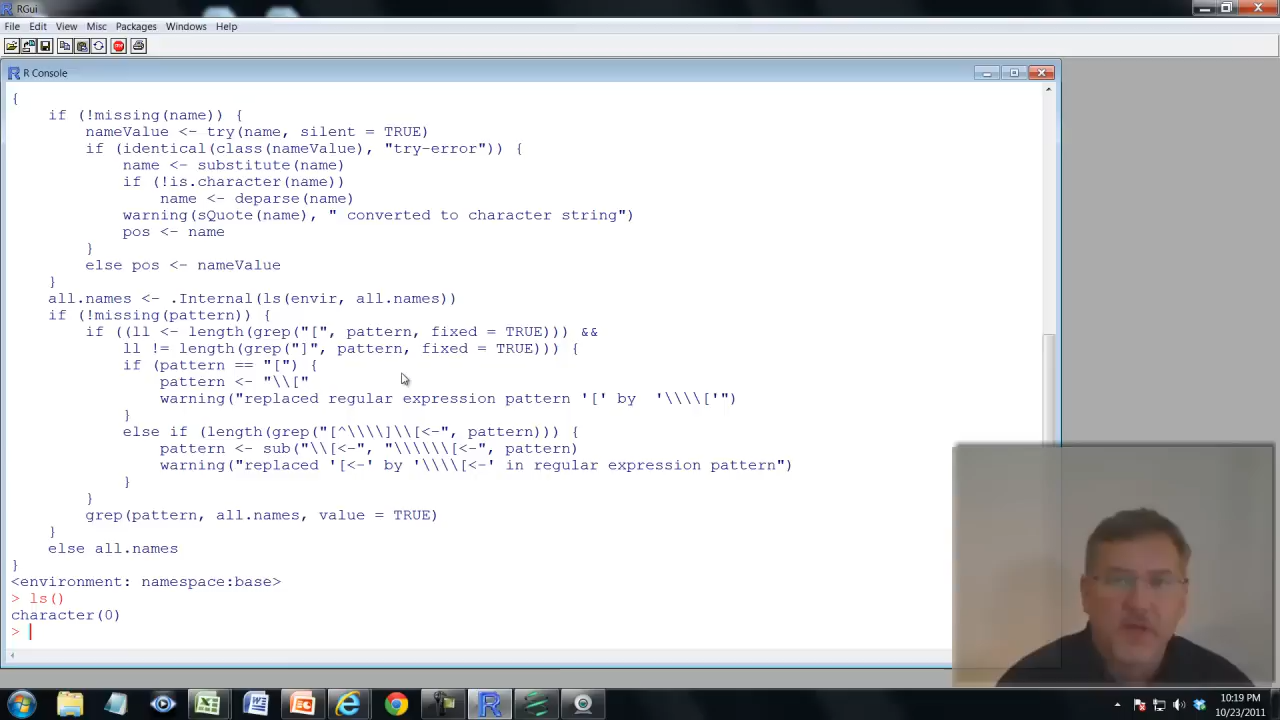 RGui
File Edit View Misc Packages Windows Help
STOP
R Console
{
    if (!missing(name)) {
        nameValue <- try(name, silent = TRUE)
        if (identical(class(nameValue), "try-error")) {
            name <- substitute(name)
            if (!is.character(name))
                name <- deparse(name)
            warning(sQuote(name), " converted to character string")
            pos <- name
        }
        else pos <- nameValue
    }
    all.names <- .Internal(ls(envir, all.names))
    if (!missing(pattern)) {
        if ((ll <- length(grep("[", pattern, fixed = TRUE))) &&
            ll != length(grep("]", pattern, fixed = TRUE))) {
            if (pattern == "[") {
                pattern <- "\\["
                warning("replaced regular expression pattern '[' by  '\\\\['")
            }
            else if (length(grep("[^\\\\]\\[<-", pattern))) {
                pattern <- sub("\\[<-", "\\\\\\[<-", pattern)
                warning("replaced '[<-' by '\\\\[<-' in regular expression pattern")
            }
        }
        grep(pattern, all.names, value = TRUE)
    }
    else all.names
}
<environment: namespace:base>
> ls()
character(0)
>
10:19 PM
10/23/2011